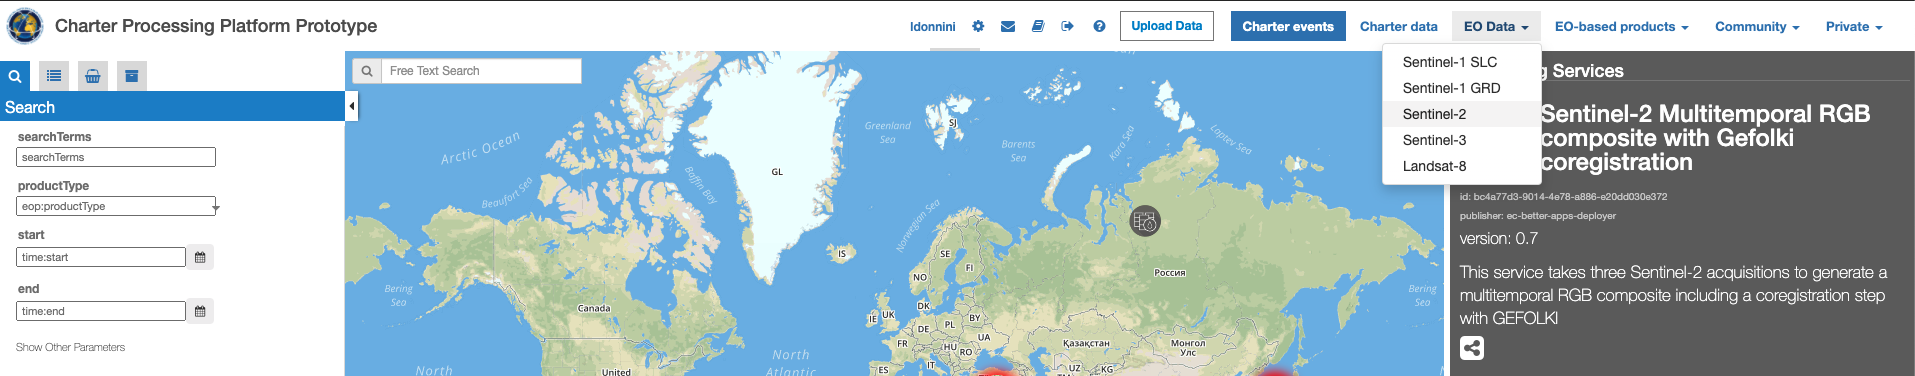 Charter Processing Platform Prototype
ldonnini
Upload Data
Charter events
Charter data
EO Data
EO-based products
Community
Private
Search
searchTerms
searchTerms
productType
eop:productType
start
time:start
end
time:end
Show Other Parameters
Free Text Search
Arctic Ocean
Beaufort Sea
Baffin Bay
Greenland
Sea
Barents
Sea
Kara Sea
Laptev Sea
Norwegian Sea
Bering
Sea
Bering
Sea
North
North
Atlantic
GL
SJ
IS
NO
SE
FI
DK
IE
UK
BY
PL
DE
UA
FR
HU
RO
IT
ES
Canada
United
Россия
Қазақстан
Монгол
Улс
UZ
KG
TM
Sentinel-1 SLC
Sentinel-1 GRD
Sentinel-2
Sentinel-3
Landsat-8
g Services
Sentinel-2 Multitemporal RGB
composite with Gefolki
coregistration
id: bc4a77d3-9014-4e78-a886-e20dd030e372
publisher: ec-better-apps-deployer
version: 0.7
This service takes three Sentinel-2 acquisitions to generate a
multitemporal RGB composite including a coregistration step
with GEFOLKI